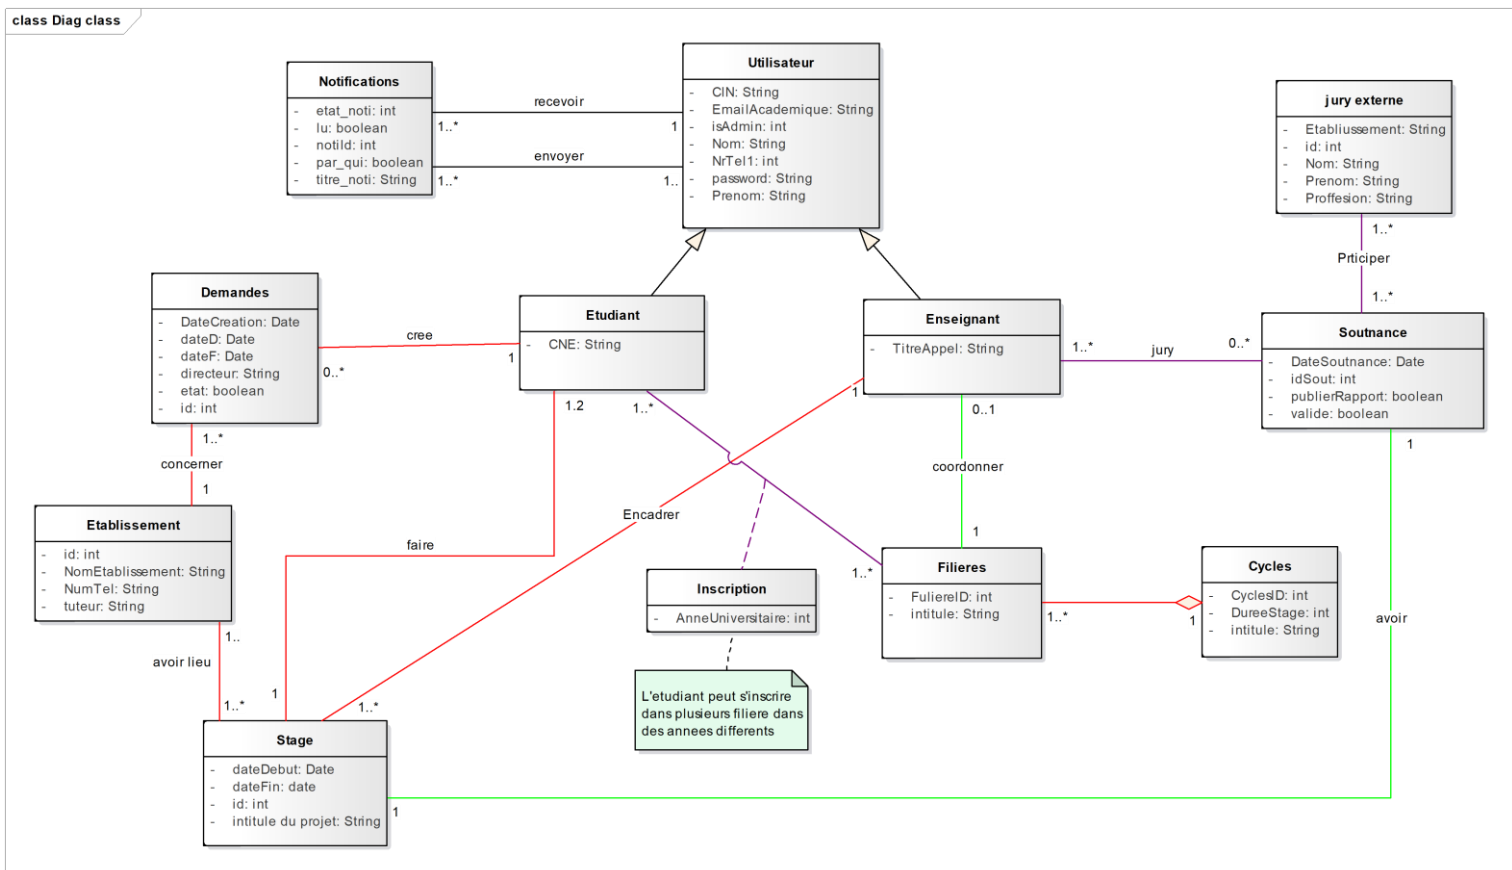 class Diag class
Notifications
- etat_noti: int
- lu: boolean
- notiId: int
- par_qui: boolean
- titre_noti: String
recevoir
1..*
1
envoyer
1..*
1..
Utilisateur
- CIN: String
- EmailAcademique: String
- isAdmin: int
- Nom: String
- NrTel1: int
- password: String
- Prenom: String
jury externe
- Etabliussement: String
- id: int
- Nom: String
- Prenom: String
- Proffesion: String
1..*
Prticiper
1..*
Demandes
- DateCreation: Date
- dateD: Date
- dateF: Date
- directeur: String
- etat: boolean
- id: int
cree
0..*
1
Etudiant
- CNE: String
Enseignant
- TitreAppel: String
1..*
jury
0..*
Soutnance
- DateSoutnance: Date
- idSout: int
- publierRapport: boolean
- valide: boolean
1..*
concerner
1
1.2
1..*
1
0..1
coordonner
1
1
Etablissement
- id: int
- NomEtablissement: String
- NumTel: String
- tuteur: String
faire
Encadrer
1..*
Inscription
- AnneUniversitaire: int
Filieres
- FuliereID: int
- intitule: String
1..*
1
Cycles
- CyclesID: int
- DureeStage: int
- intitule: String
avoir
1..
avoir lieu
1..*
1
1..*
L'etudiant peut s'inscrire
dans plusieurs filiere dans
des annees differents
Stage
- dateDebut: Date
- dateFin: date
- id: int
- intitule du projet: String
1